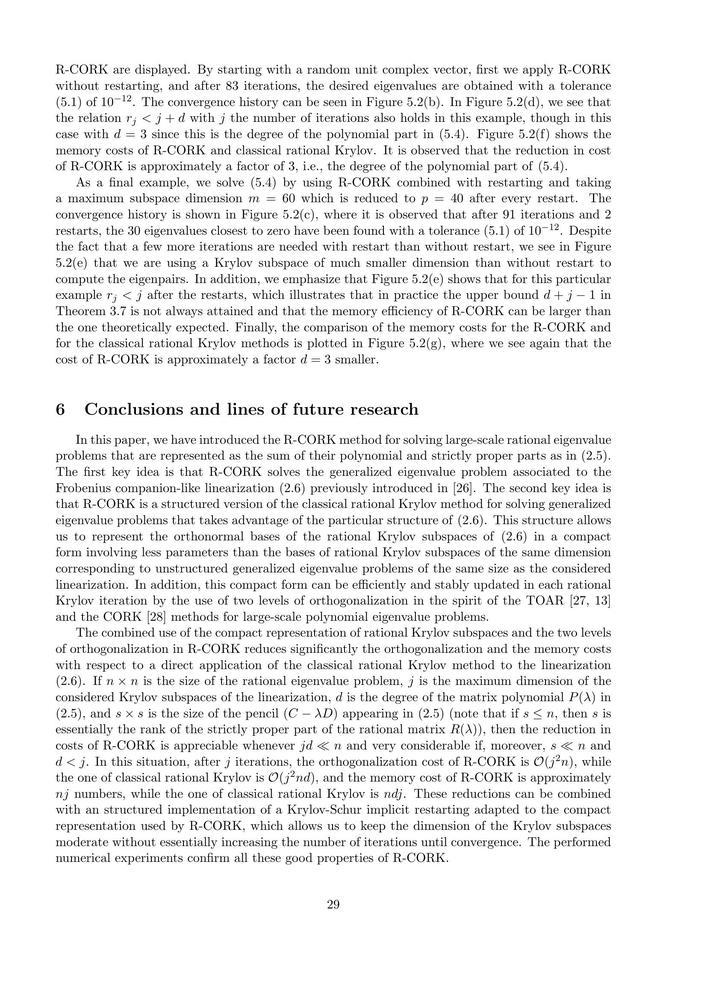 R-CORK are displayed. By starting with a random unit complex vector, first we apply R-CORK
without restarting, and after 83 iterations, the desired eigenvalues are obtained with a tolerance
(5.1) of 10⁻¹². The convergence history can be seen in Figure 5.2(b). In Figure 5.2(d), we see that
the relation r_j < j + d with j the number of iterations also holds in this example, though in this
case with d = 3 since this is the degree of the polynomial part in (5.4). Figure 5.2(f) shows the
memory costs of R-CORK and classical rational Krylov. It is observed that the reduction in cost
of R-CORK is approximately a factor of 3, i.e., the degree of the polynomial part of (5.4).
As a final example, we solve (5.4) by using R-CORK combined with restarting and taking
a maximum subspace dimension m = 60 which is reduced to p = 40 after every restart. The
convergence history is shown in Figure 5.2(c), where it is observed that after 91 iterations and 2
restarts, the 30 eigenvalues closest to zero have been found with a tolerance (5.1) of 10⁻¹². Despite
the fact that a few more iterations are needed with restart than without restart, we see in Figure
5.2(e) that we are using a Krylov subspace of much smaller dimension than without restart to
compute the eigenpairs. In addition, we emphasize that Figure 5.2(e) shows that for this particular
example r_j < j after the restarts, which illustrates that in practice the upper bound d + j − 1 in
Theorem 3.7 is not always attained and that the memory efficiency of R-CORK can be larger than
the one theoretically expected. Finally, the comparison of the memory costs for the R-CORK and
for the classical rational Krylov methods is plotted in Figure 5.2(g), where we see again that the
cost of R-CORK is approximately a factor d = 3 smaller.
6 Conclusions and lines of future research
In this paper, we have introduced the R-CORK method for solving large-scale rational eigenvalue
problems that are represented as the sum of their polynomial and strictly proper parts as in (2.5).
The first key idea is that R-CORK solves the generalized eigenvalue problem associated to the
Frobenius companion-like linearization (2.6) previously introduced in [26]. The second key idea is
that R-CORK is a structured version of the classical rational Krylov method for solving generalized
eigenvalue problems that takes advantage of the particular structure of (2.6). This structure allows
us to represent the orthonormal bases of the rational Krylov subspaces of (2.6) in a compact
form involving less parameters than the bases of rational Krylov subspaces of the same dimension
corresponding to unstructured generalized eigenvalue problems of the same size as the considered
linearization. In addition, this compact form can be efficiently and stably updated in each rational
Krylov iteration by the use of two levels of orthogonalization in the spirit of the TOAR [27, 13]
and the CORK [28] methods for large-scale polynomial eigenvalue problems.
The combined use of the compact representation of rational Krylov subspaces and the two levels
of orthogonalization in R-CORK reduces significantly the orthogonalization and the memory costs
with respect to a direct application of the classical rational Krylov method to the linearization
(2.6). If n × n is the size of the rational eigenvalue problem, j is the maximum dimension of the
considered Krylov subspaces of the linearization, d is the degree of the matrix polynomial P(λ) in
(2.5), and s × s is the size of the pencil (C − λD) appearing in (2.5) (note that if s ≤ n, then s is
essentially the rank of the strictly proper part of the rational matrix R(λ)), then the reduction in
costs of R-CORK is appreciable whenever jd ≪ n and very considerable if, moreover, s ≪ n and
d < j. In this situation, after j iterations, the orthogonalization cost of R-CORK is O(j²n), while
the one of classical rational Krylov is O(j²nd), and the memory cost of R-CORK is approximately
nj numbers, while the one of classical rational Krylov is ndj. These reductions can be combined
with an structured implementation of a Krylov-Schur implicit restarting adapted to the compact
representation used by R-CORK, which allows us to keep the dimension of the Krylov subspaces
moderate without essentially increasing the number of iterations until convergence. The performed
numerical experiments confirm all these good properties of R-CORK.
29